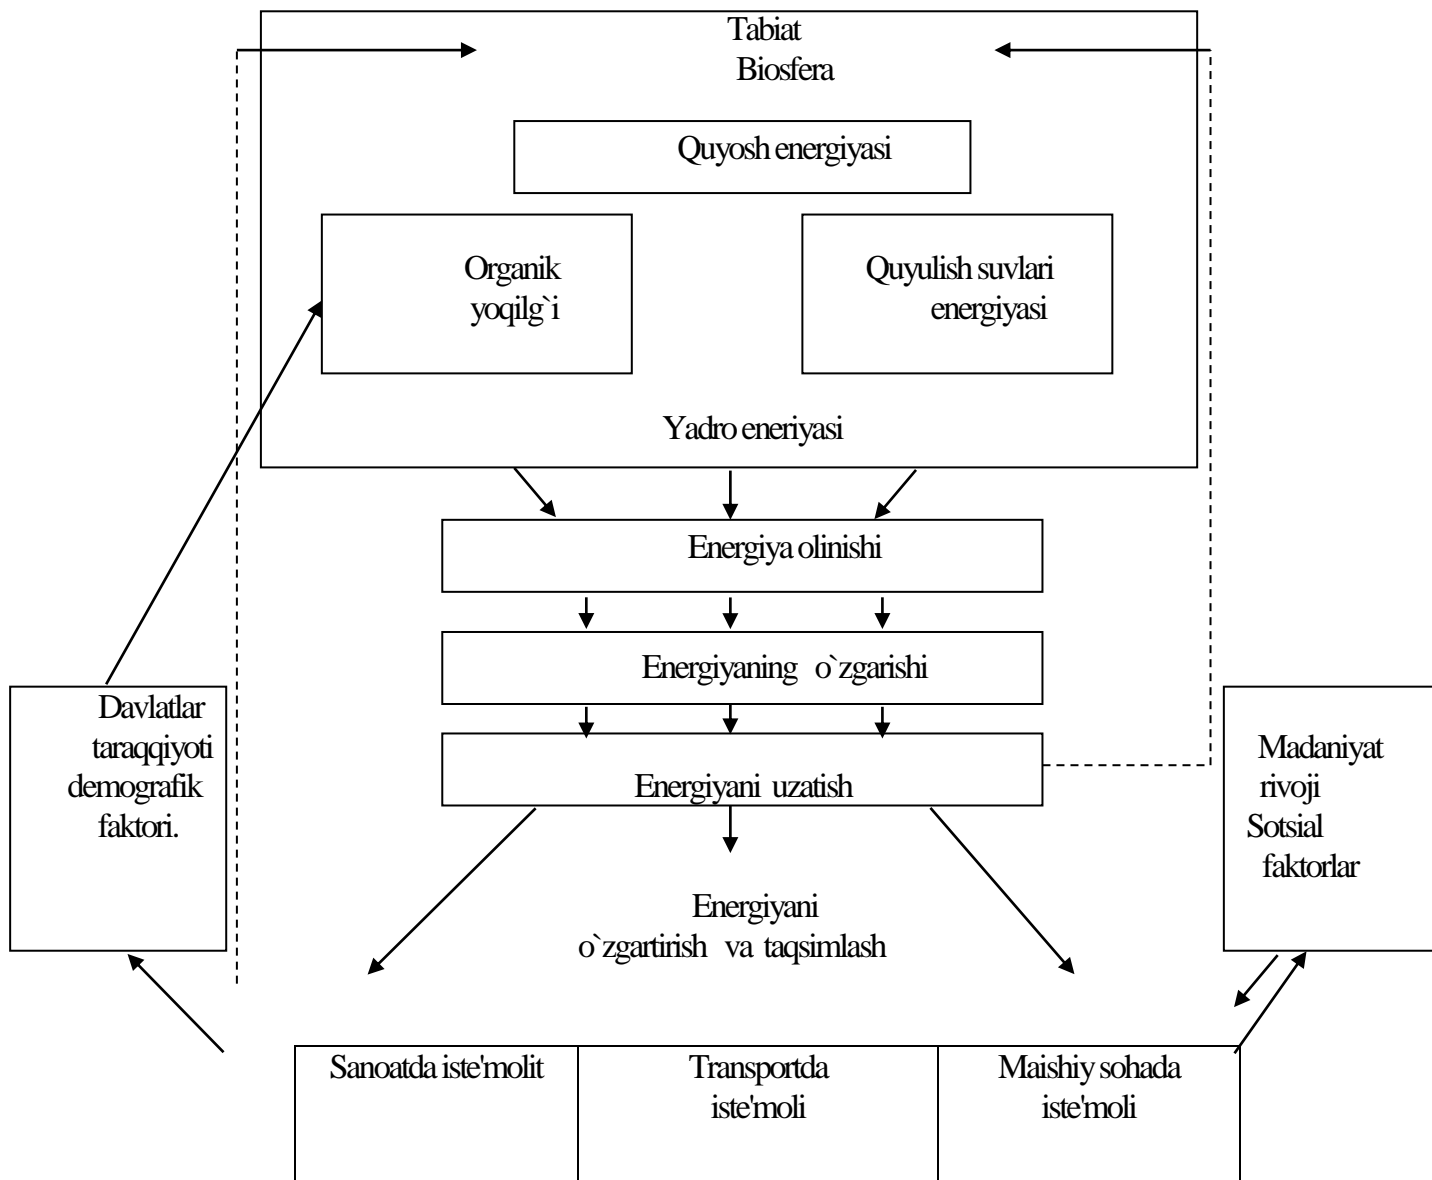 Tabiat
Biosfera
Quyosh energiyasi
Organik
yoqilg`i
Quyulish suvlari
energiyasi
Yadro eneriyasi
Energiya olinishi
Energiyaning o`zgarishi
Energiyani uzatish
Davlatlar
taraqqiyoti
demografik
faktori.
Madaniyat
rivoji
Sotsial
faktorlar
Energiyani
o`zgartirish va taqsimlash
Sanoatda iste'molit
Transportda
iste'moli
Maishiy sohada
iste'moli